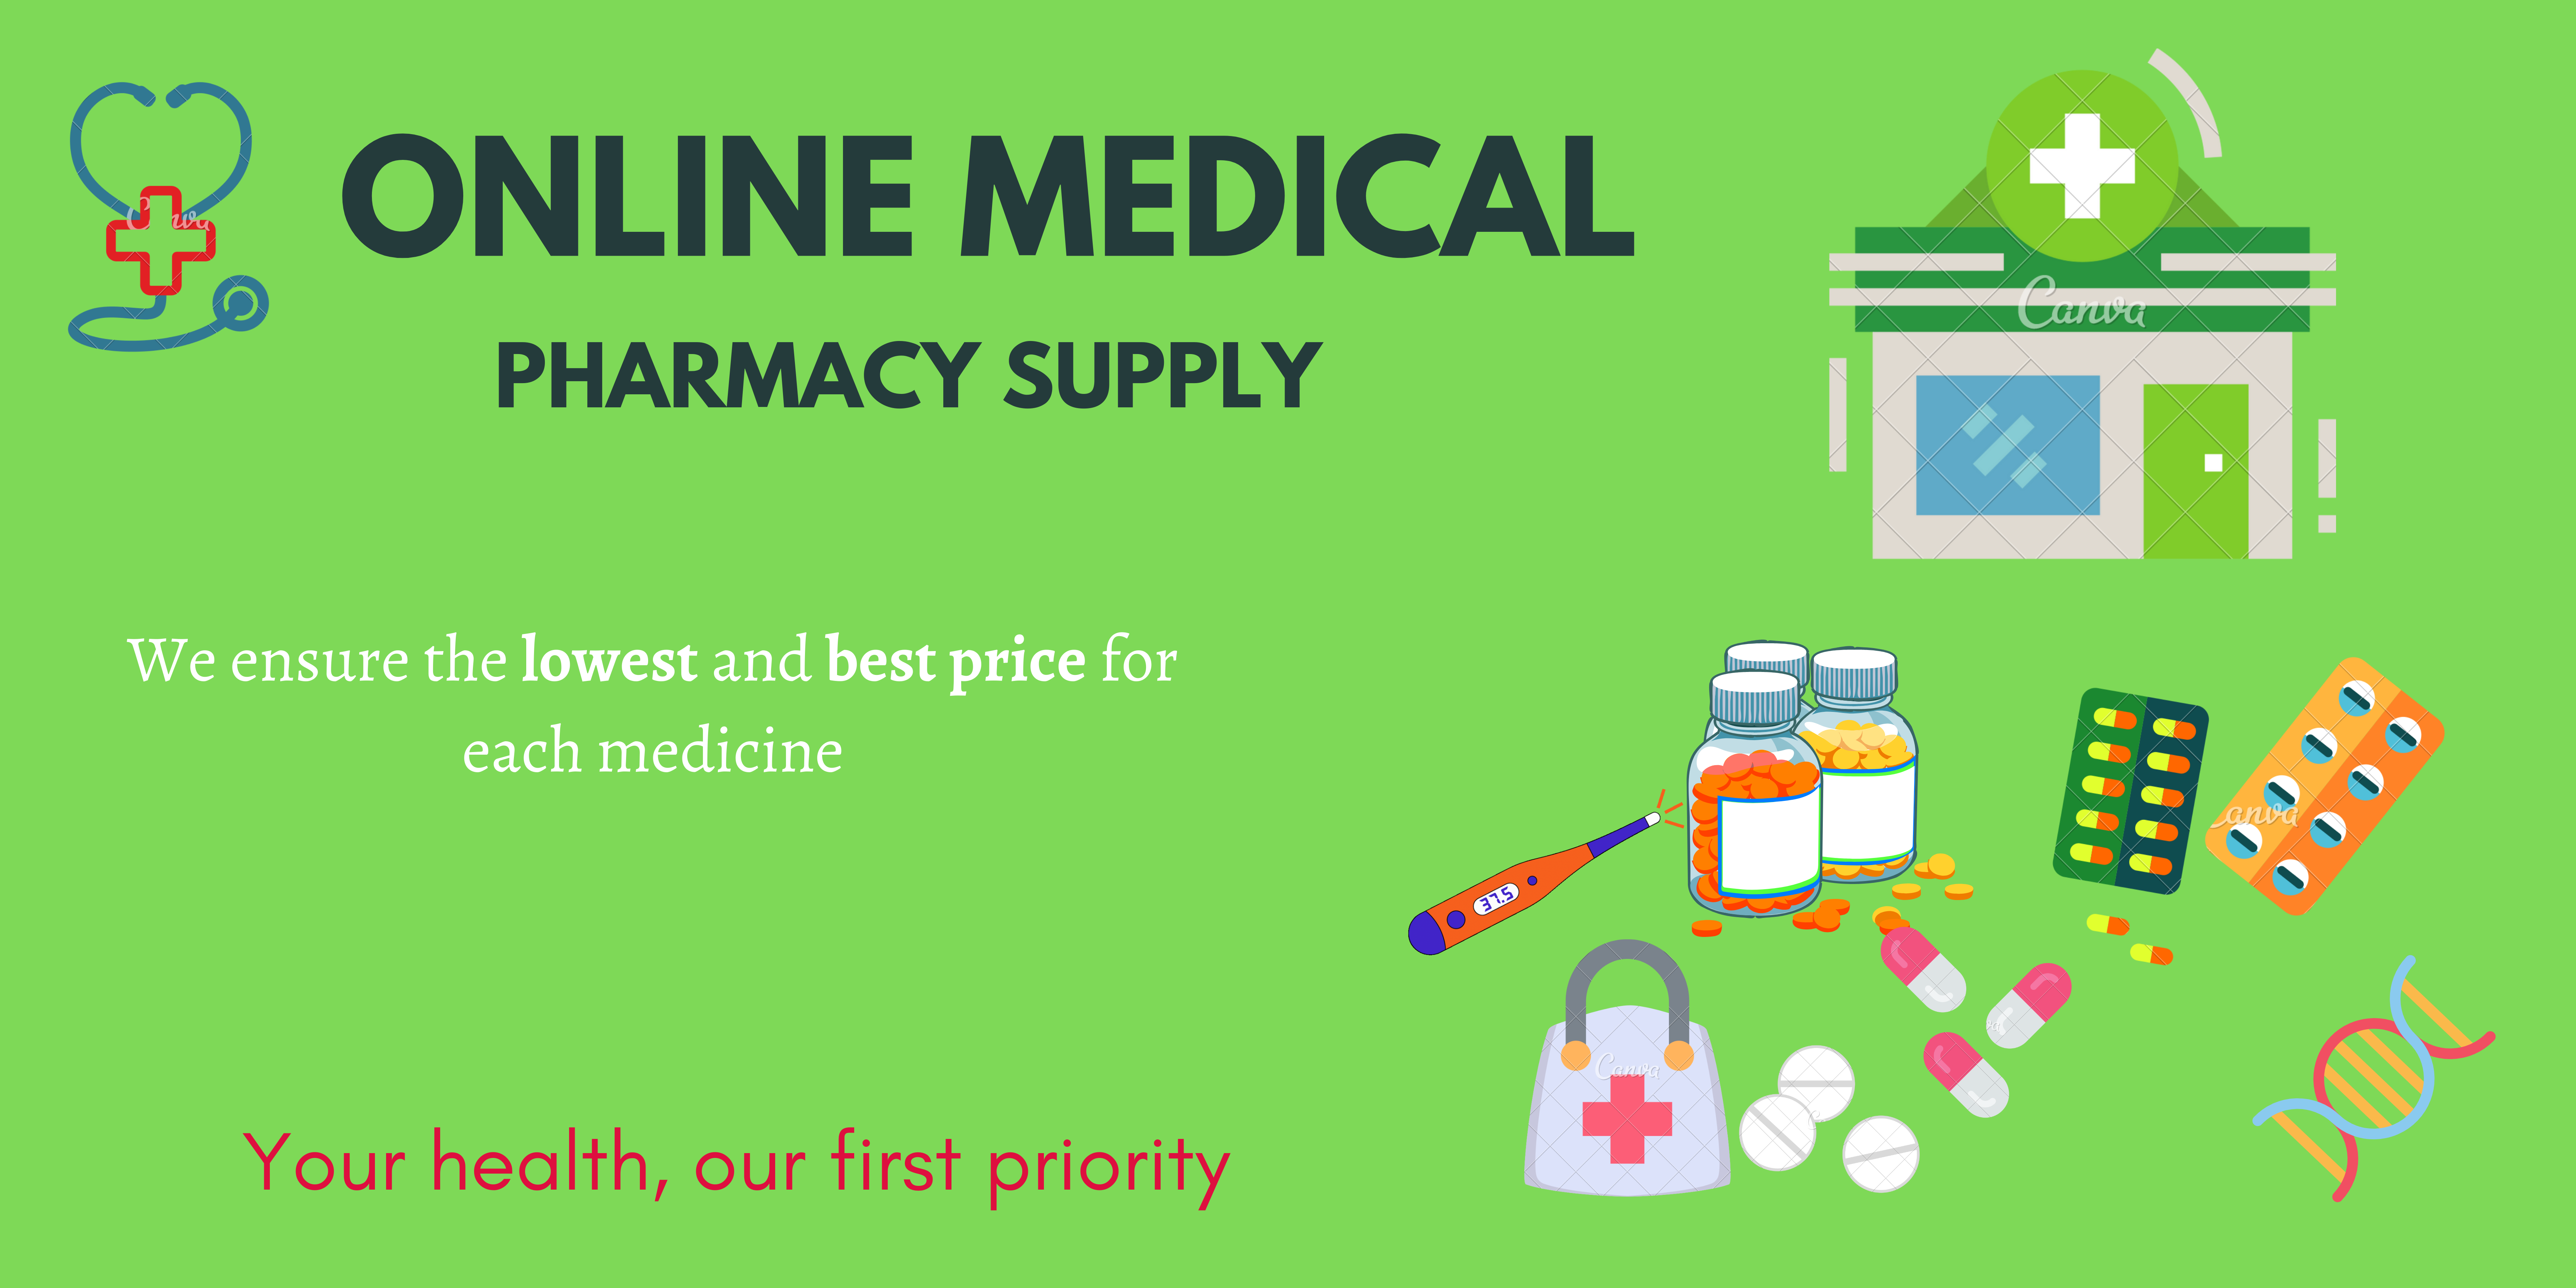 ONLINE MEDICAL
PHARMACY SUPPLY
Canva
Canva
We ensure the lowest and best price for
each medicine
37.5
Canva
Canva
Your health, our first priority